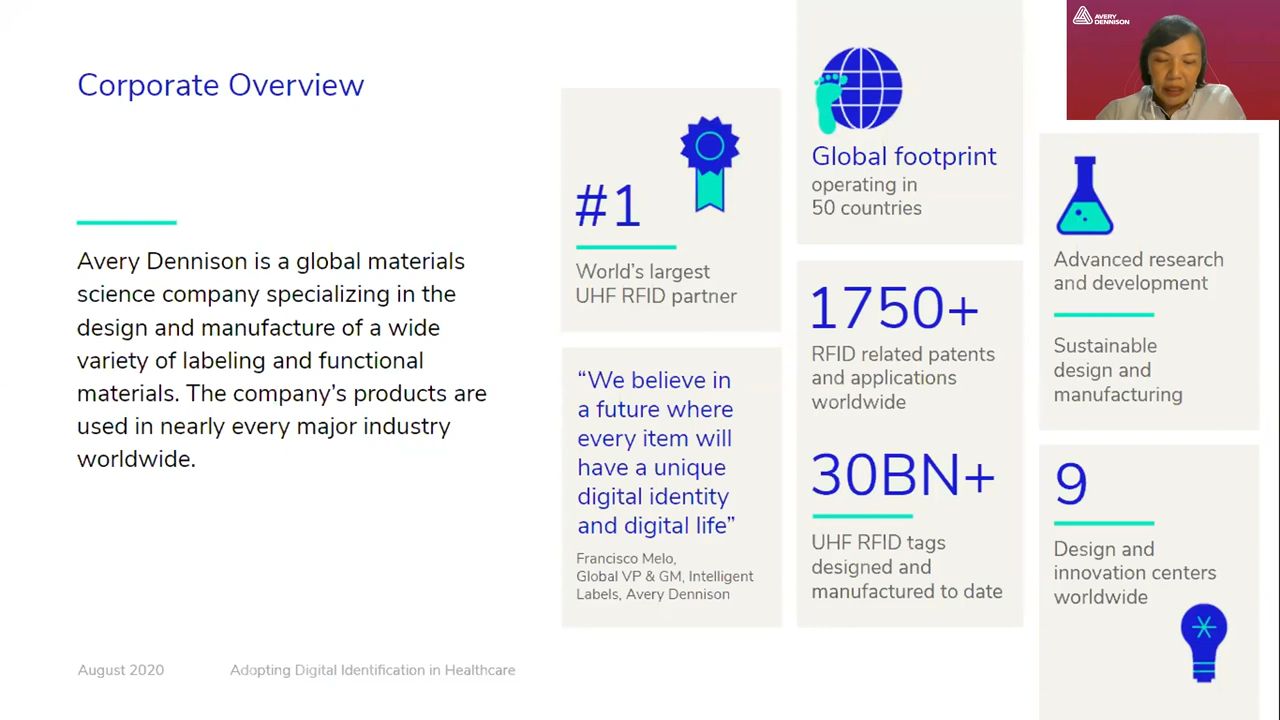 Corporate Overview
Avery Dennison is a global materials
science company specializing in the
design and manufacture of a wide
variety of labeling and functional
materials. The company's products are
used in nearly every major industry
worldwide.
#1
World's largest
UHF RFID partner
“We believe in
a future where
every item will
have a unique
digital identity
and digital life”
Francisco Melo,
Global VP & GM, Intelligent
Labels, Avery Dennison
Global footprint
operating in
50 countries
1750+
RFID related patents
and applications
worldwide
30BN+
UHF RFID tags
designed and
manufactured to date
AVERY
DENNISON
Advanced research
and development
Sustainable
design and
manufacturing
9
Design and
innovation centers
worldwide
August 2020
Adopting Digital Identification in Healthcare